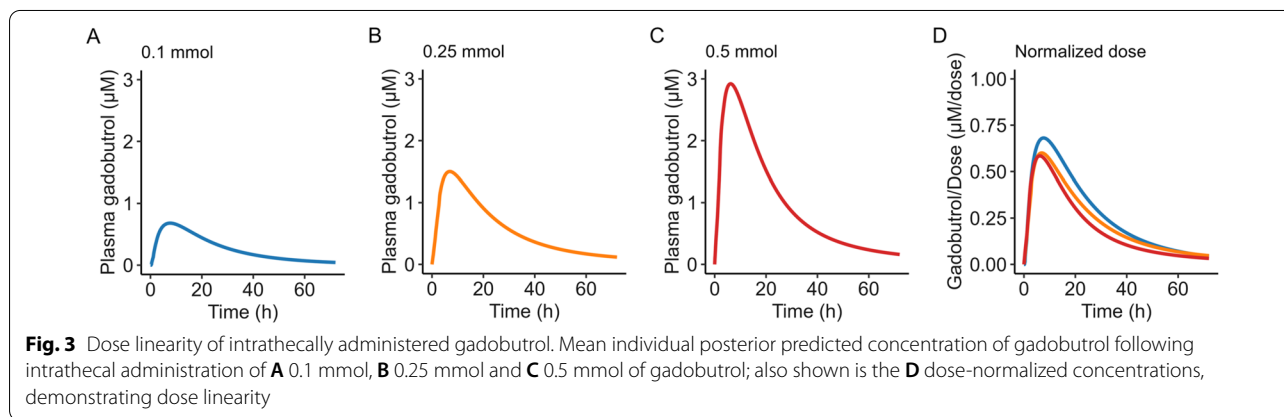 A
0.1 mmol
Plasma gadobutrol (µM)
3
2
1
0
0 20 40 60
Time (h)
B
0.25 mmol
Plasma gadobutrol (µM)
3
2
1
0
0 20 40 60
Time (h)
C
0.5 mmol
Plasma gadobutrol (µM)
3
2
1
0
0 20 40 60
Time (h)
D
Normalized dose
Gadobutrol/Dose (µM/dose)
1.00
0.75
0.50
0.25
0.00
0 20 40 60
Time (h)
Fig. 3 Dose linearity of intrathecally administered gadobutrol. Mean individual posterior predicted concentration of gadobutrol following
intrathecal administration of A 0.1 mmol, B 0.25 mmol and C 0.5 mmol of gadobutrol; also shown is the D dose-normalized concentrations,
demonstrating dose linearity